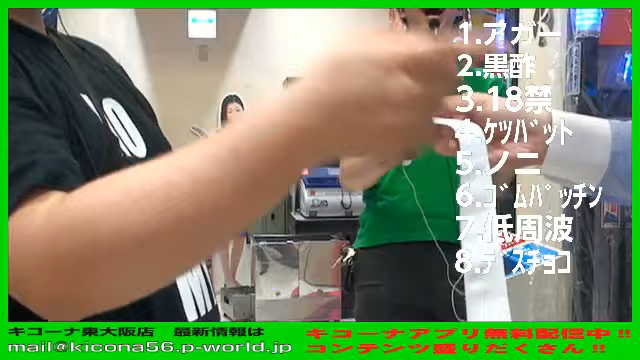 1.アガー
2.黒酢
3.18禁
4.ｹﾂﾊﾞｯﾄ
5.ノニ
6.ｺﾞﾑﾊﾟｯﾁﾝ
7.低周波
8.ﾃﾞｽﾁｮｺ
キコーナ東大阪店 最新情報は
mail@kicona56.p-world.jp
キコーナアプリ無料配信中!!
コンテンツ盛りだくさん!!